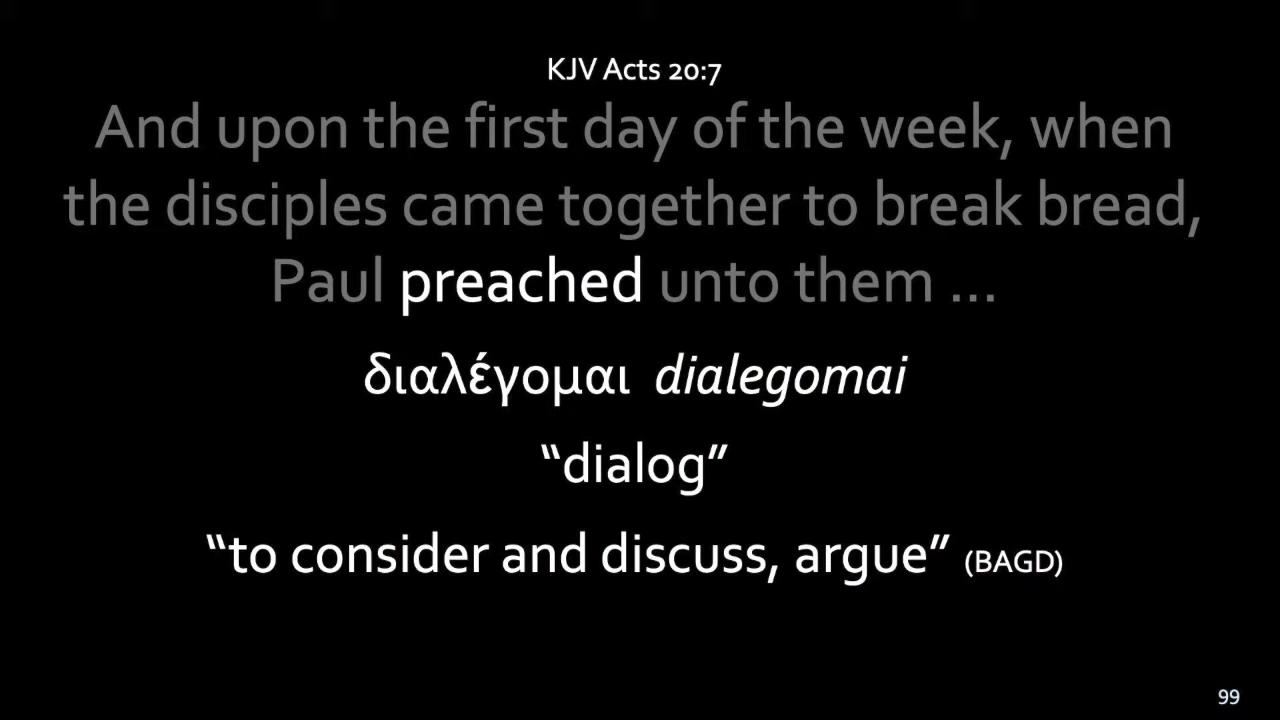 KJV Acts 20:7
And upon the first day of the week, when
the disciples came together to break bread,
Paul preached unto them ...
διαλέγομαι dialegomai
“dialog”
“to consider and discuss, argue” (BAGD)
99